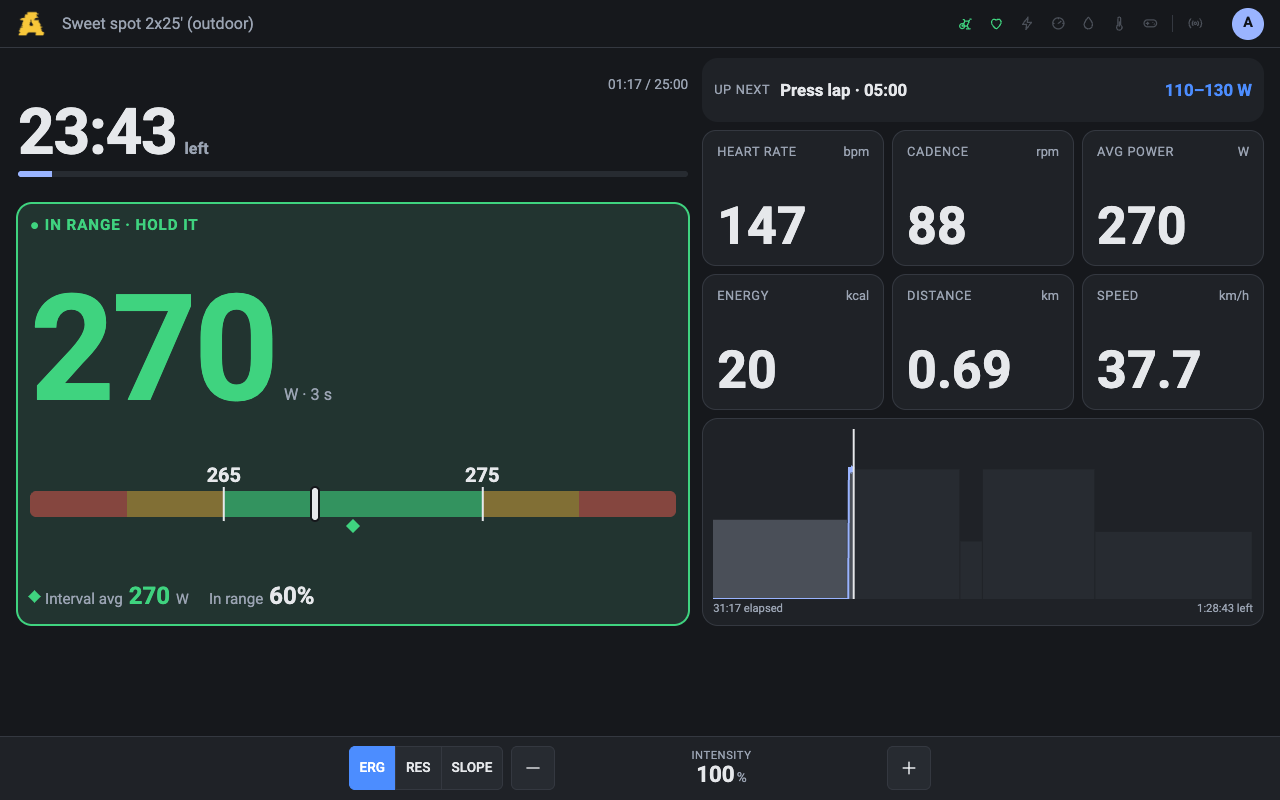 Sweet spot 2x25' (outdoor)
A
01:17 / 25:00
23:43 left
IN RANGE · HOLD IT
270 W · 3 s
265 275
Interval avg 270 W In range 60%
UP NEXT Press lap · 05:00 110–130 W
HEART RATE bpm
147
CADENCE rpm
88
AVG POWER W
270
ENERGY kcal
20
DISTANCE km
0.69
SPEED km/h
37.7
31:17 elapsed 1:28:43 left
ERG RES SLOPE −
INTENSITY
100 %
+